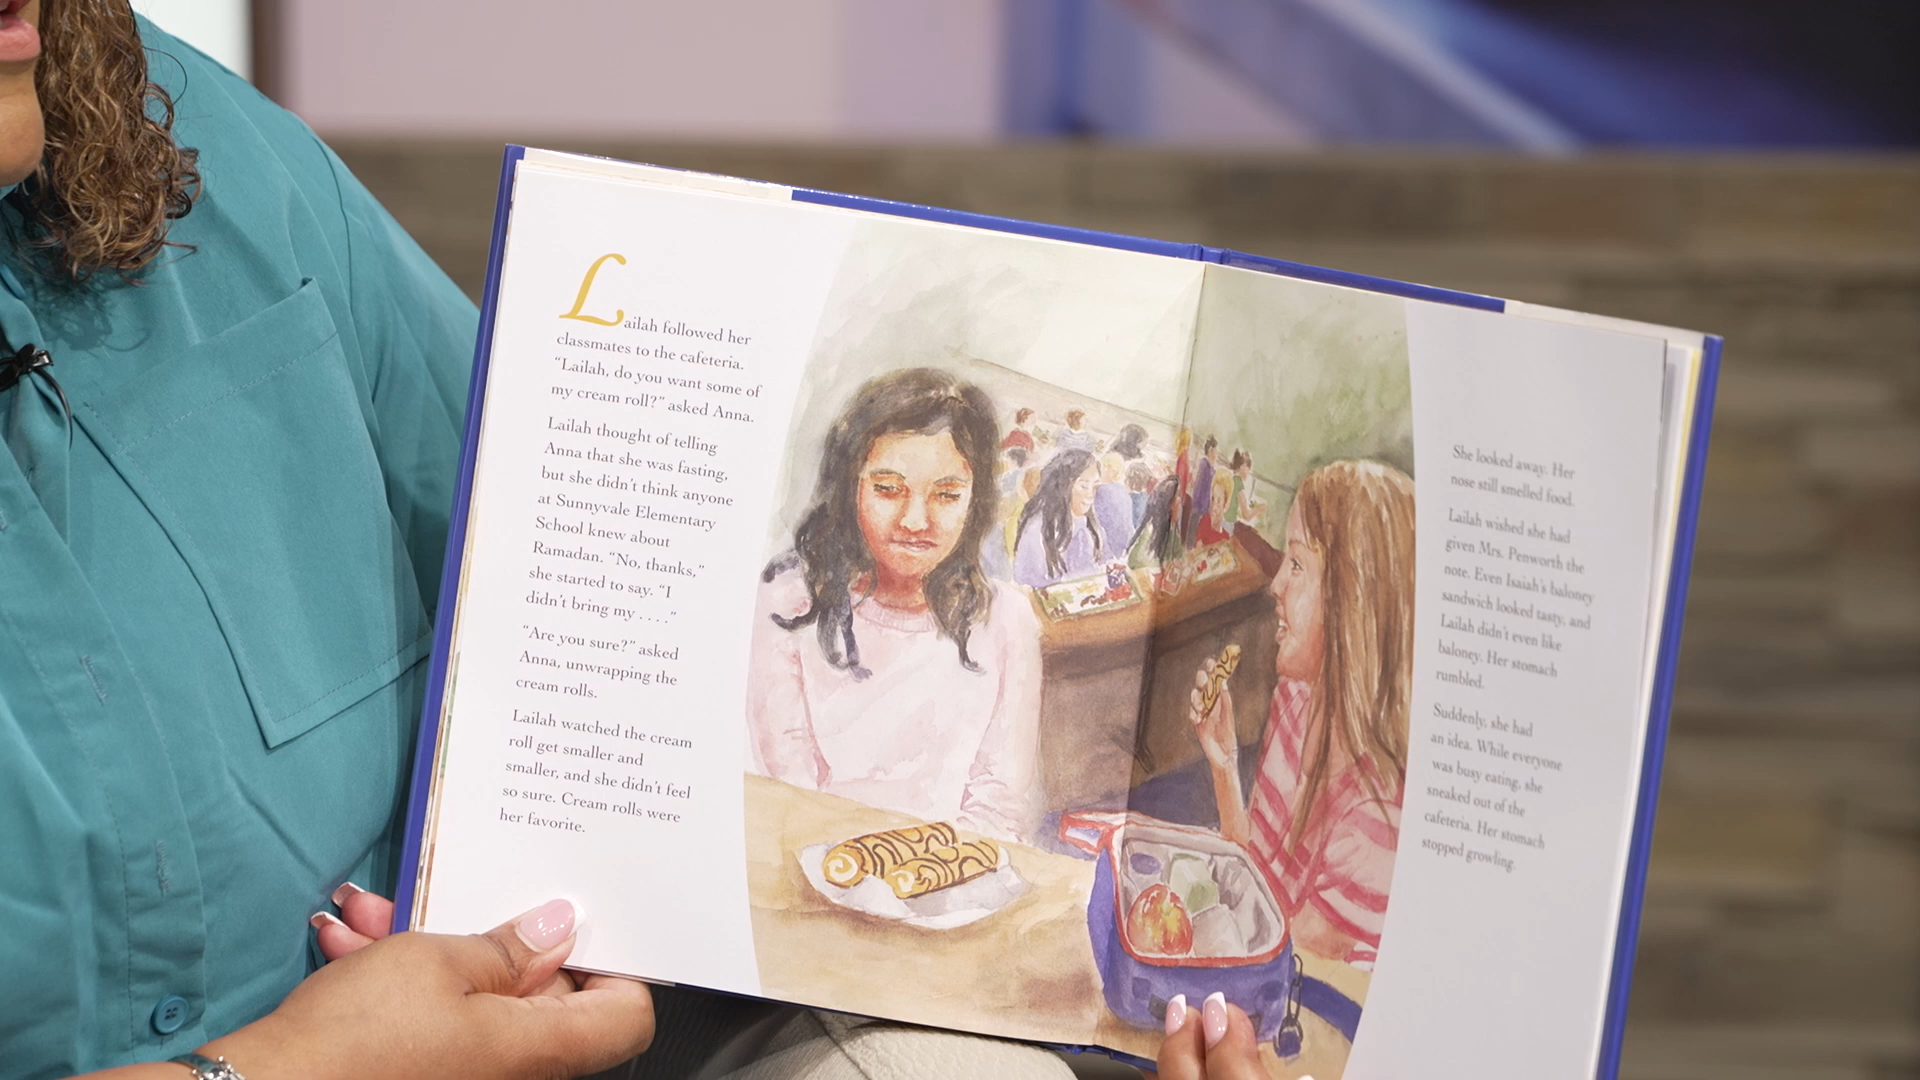 Lailah followed her
classmates to the cafeteria.
“Lailah, do you want some of
my cream roll?” asked Anna.
Lailah thought of telling
Anna that she was fasting,
but she didn’t think anyone
at Sunnyvale Elementary
School knew about
Ramadan. “No, thanks,”
she started to say. “I
didn’t bring my . . . .”
“Are you sure?” asked
Anna, unwrapping the
cream rolls.
Lailah watched the cream
roll get smaller and
smaller, and she didn’t feel
so sure. Cream rolls were
her favorite.
She looked away. Her
nose still smelled food.
Lailah wished she had
given Mrs. Penworth the
note. Even Isaiah’s baloney
sandwich looked tasty, and
Lailah didn’t even like
baloney. Her stomach
rumbled.
Suddenly, she had
an idea. While everyone
was busy eating, she
sneaked out of the
cafeteria. Her stomach
stopped growling.